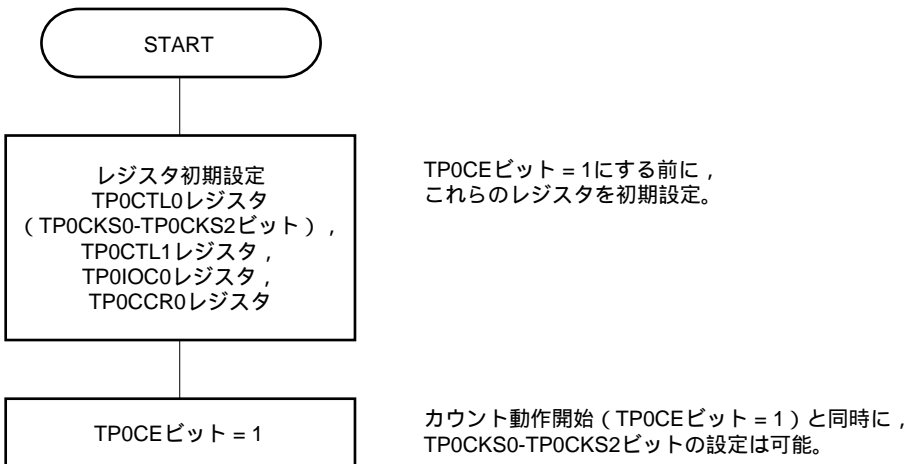 START
レジスタ初期設定
TP0CTL0レジスタ
（TP0CKS0-TP0CKS2ビット），
TP0CTL1レジスタ，
TP0IOC0レジスタ，
TP0CCR0レジスタ
TP0CEビット = 1にする前に，
これらのレジスタを初期設定。
TP0CEビット = 1
カウント動作開始（TP0CEビット = 1）と同時に，
TP0CKS0-TP0CKS2ビットの設定は可能。